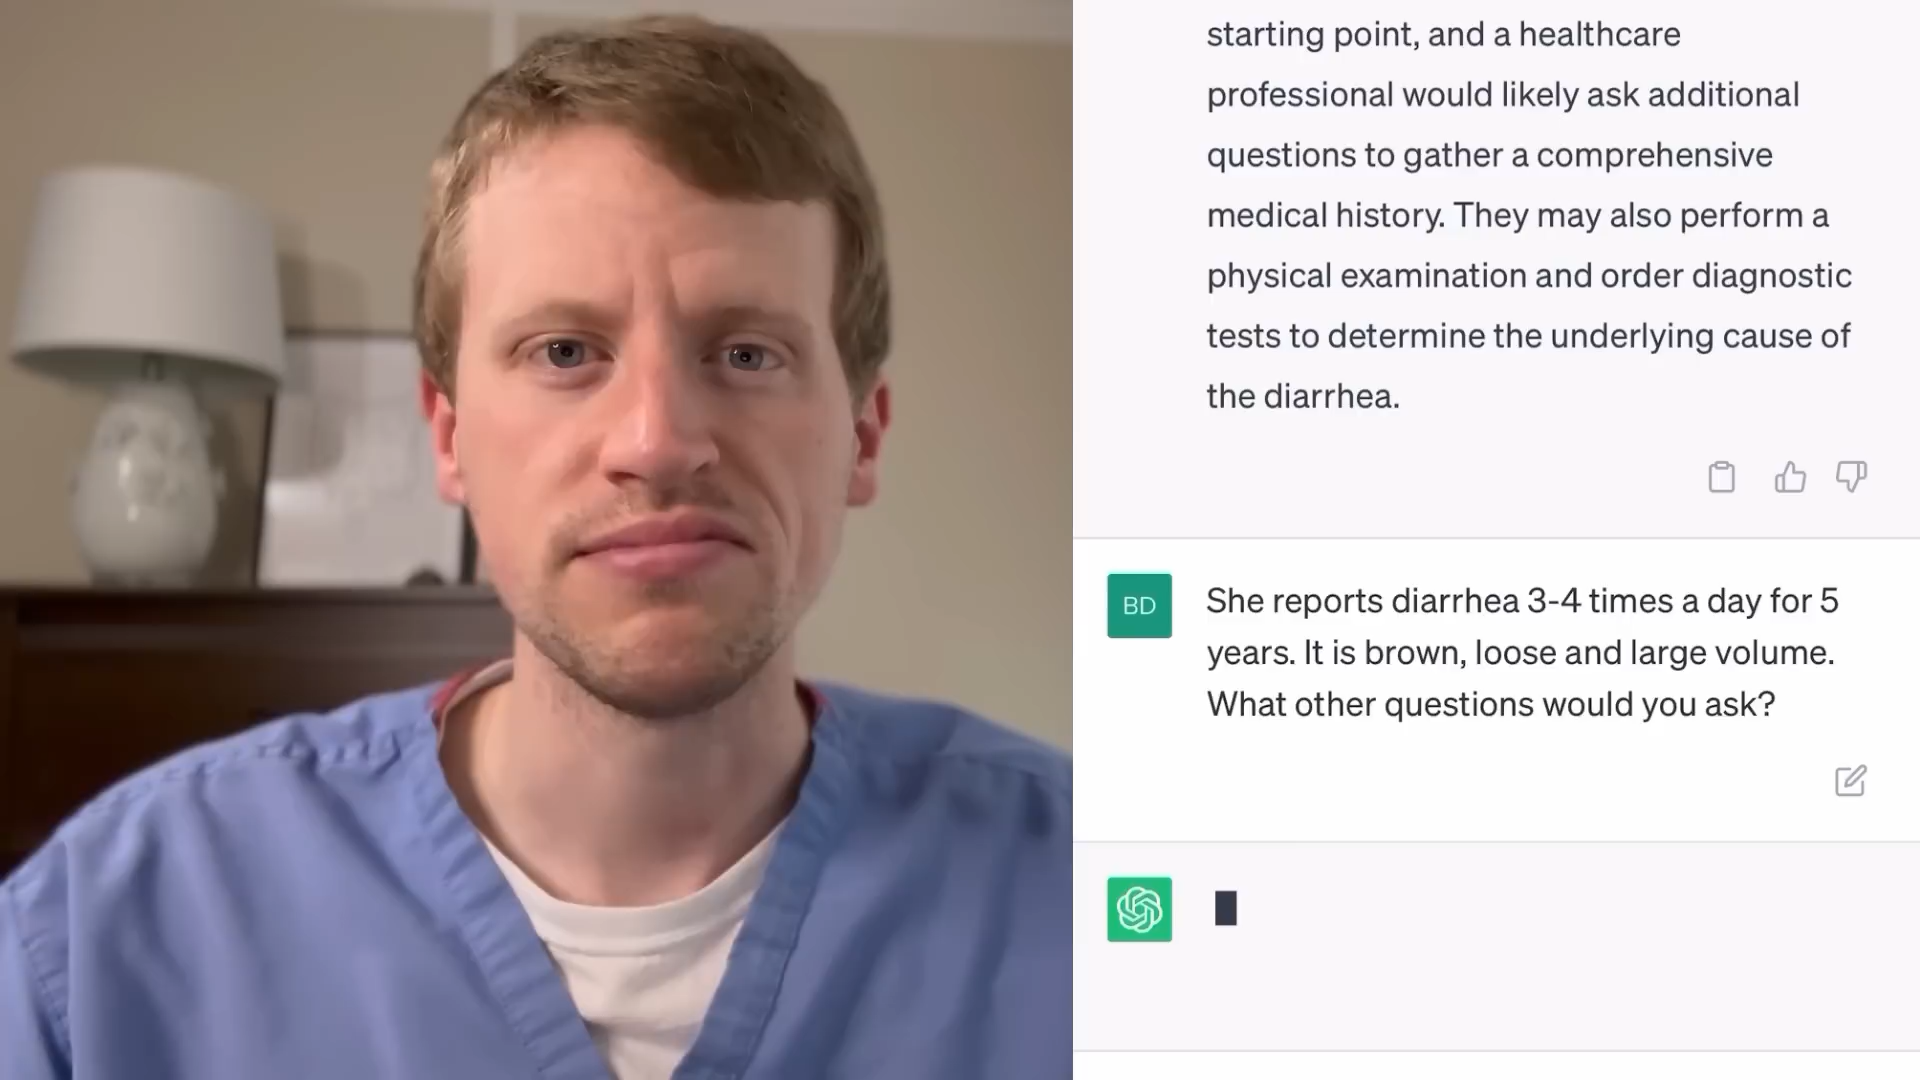 starting point, and a healthcare
professional would likely ask additional
questions to gather a comprehensive
medical history. They may also perform a
physical examination and order diagnostic
tests to determine the underlying cause of
the diarrhea.
BD
She reports diarrhea 3-4 times a day for 5
years. It is brown, loose and large volume.
What other questions would you ask?